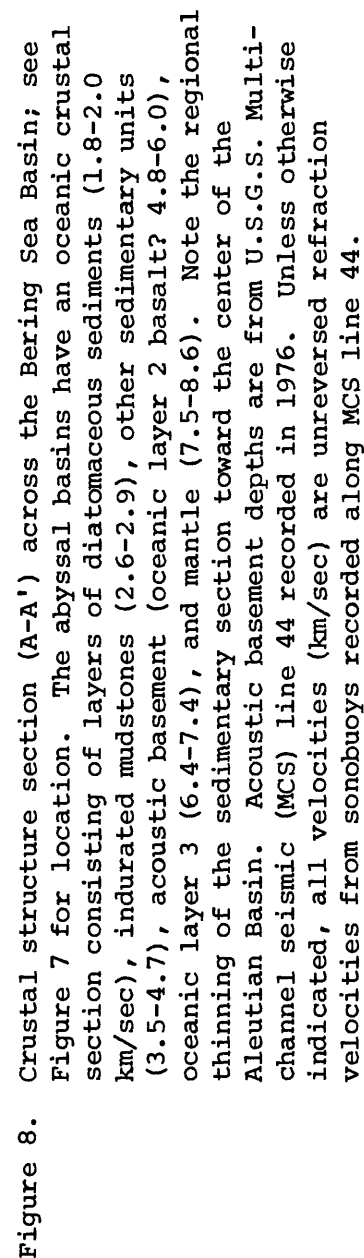 Figure 8. Crustal structure section (A-A') across the Bering Sea Basin; see
Figure 7 for location. The abyssal basins have an oceanic crustal
section consisting of layers of diatomaceous sediments (1.8-2.0
km/sec), indurated mudstones (2.6-2.9), other sedimentary units
(3.5-4.7), acoustic basement (oceanic layer 2 basalt? 4.8-6.0),
oceanic layer 3 (6.4-7.4), and mantle (7.5-8.6). Note the regional
thinning of the sedimentary section toward the center of the
Aleutian Basin. Acoustic basement depths are from U.S.G.S. Multi-
channel seismic (MCS) line 44 recorded in 1976. Unless otherwise
indicated, all velocities (km/sec) are unreversed refraction
velocities from sonobuoys recorded along MCS line 44.